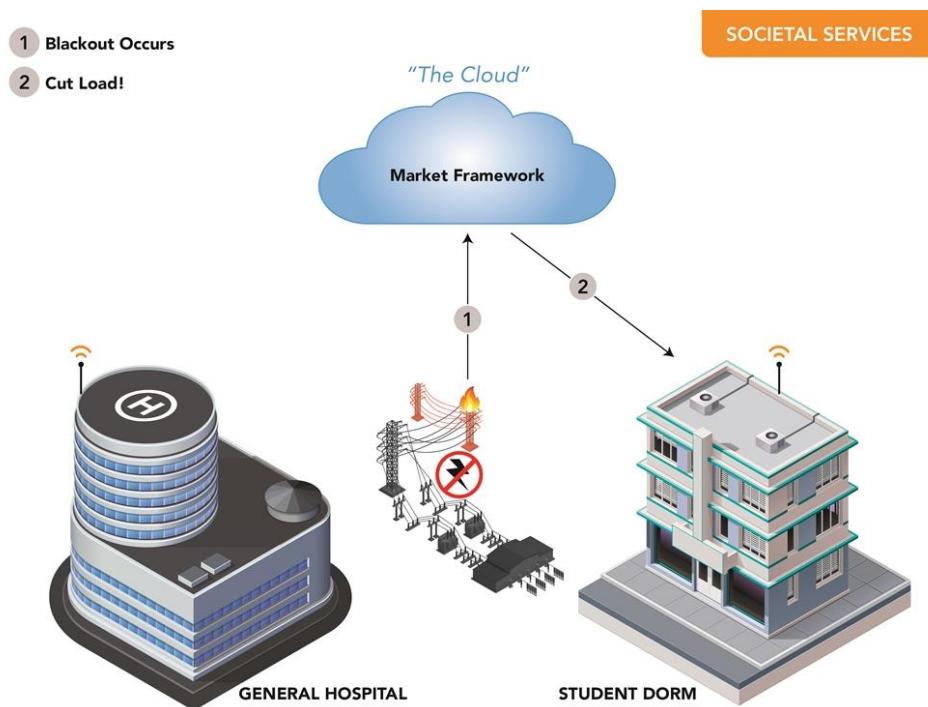 1 Blackout Occurs
2 Cut Load!
SOCIETAL SERVICES
"The Cloud"
Market Framework
2
1
H
GENERAL HOSPITAL
STUDENT DORM